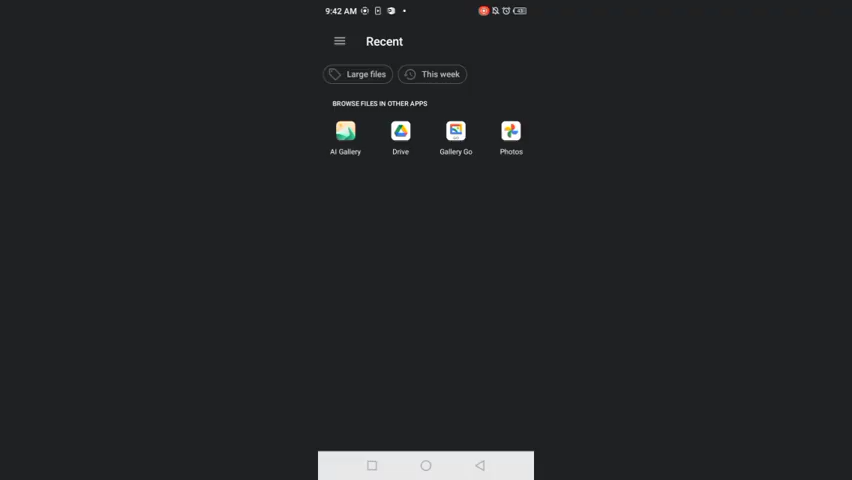 9:42 AM
Recent
Large files
This week
BROWSE FILES IN OTHER APPS
AI Gallery
Drive
Gallery Go
Photos